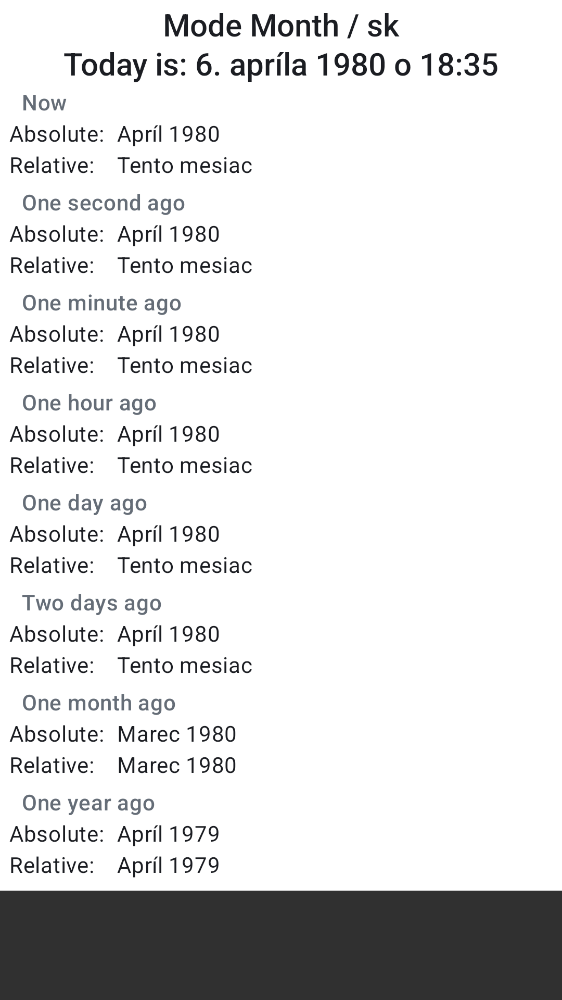 Mode Month / sk
Today is: 6. apríla 1980 o 18:35
Now
Absolute: Apríl 1980
Relative: Tento mesiac
One second ago
Absolute: Apríl 1980
Relative: Tento mesiac
One minute ago
Absolute: Apríl 1980
Relative: Tento mesiac
One hour ago
Absolute: Apríl 1980
Relative: Tento mesiac
One day ago
Absolute: Apríl 1980
Relative: Tento mesiac
Two days ago
Absolute: Apríl 1980
Relative: Tento mesiac
One month ago
Absolute: Marec 1980
Relative: Marec 1980
One year ago
Absolute: Apríl 1979
Relative: Apríl 1979